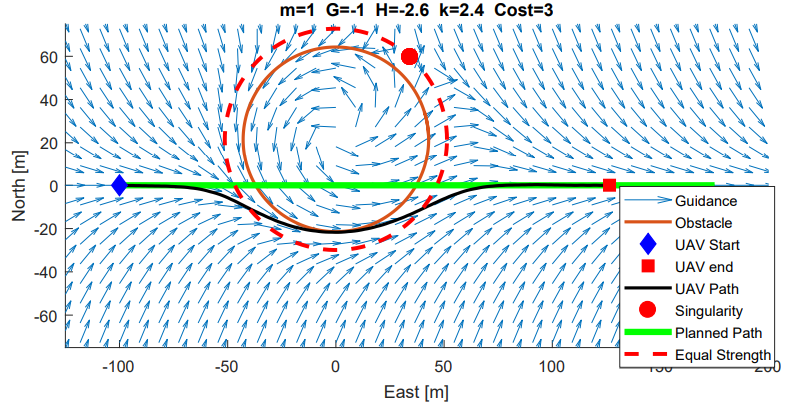 m=1 G=-1 H=-2.6 k=2.4 Cost=3
North [m]
60
40
20
0
-20
-40
-60
-100
-50
0
50
100
150
200
East [m]
Guidance
Obstacle
UAV Start
UAV end
UAV Path
Singularity
Planned Path
Equal Strength